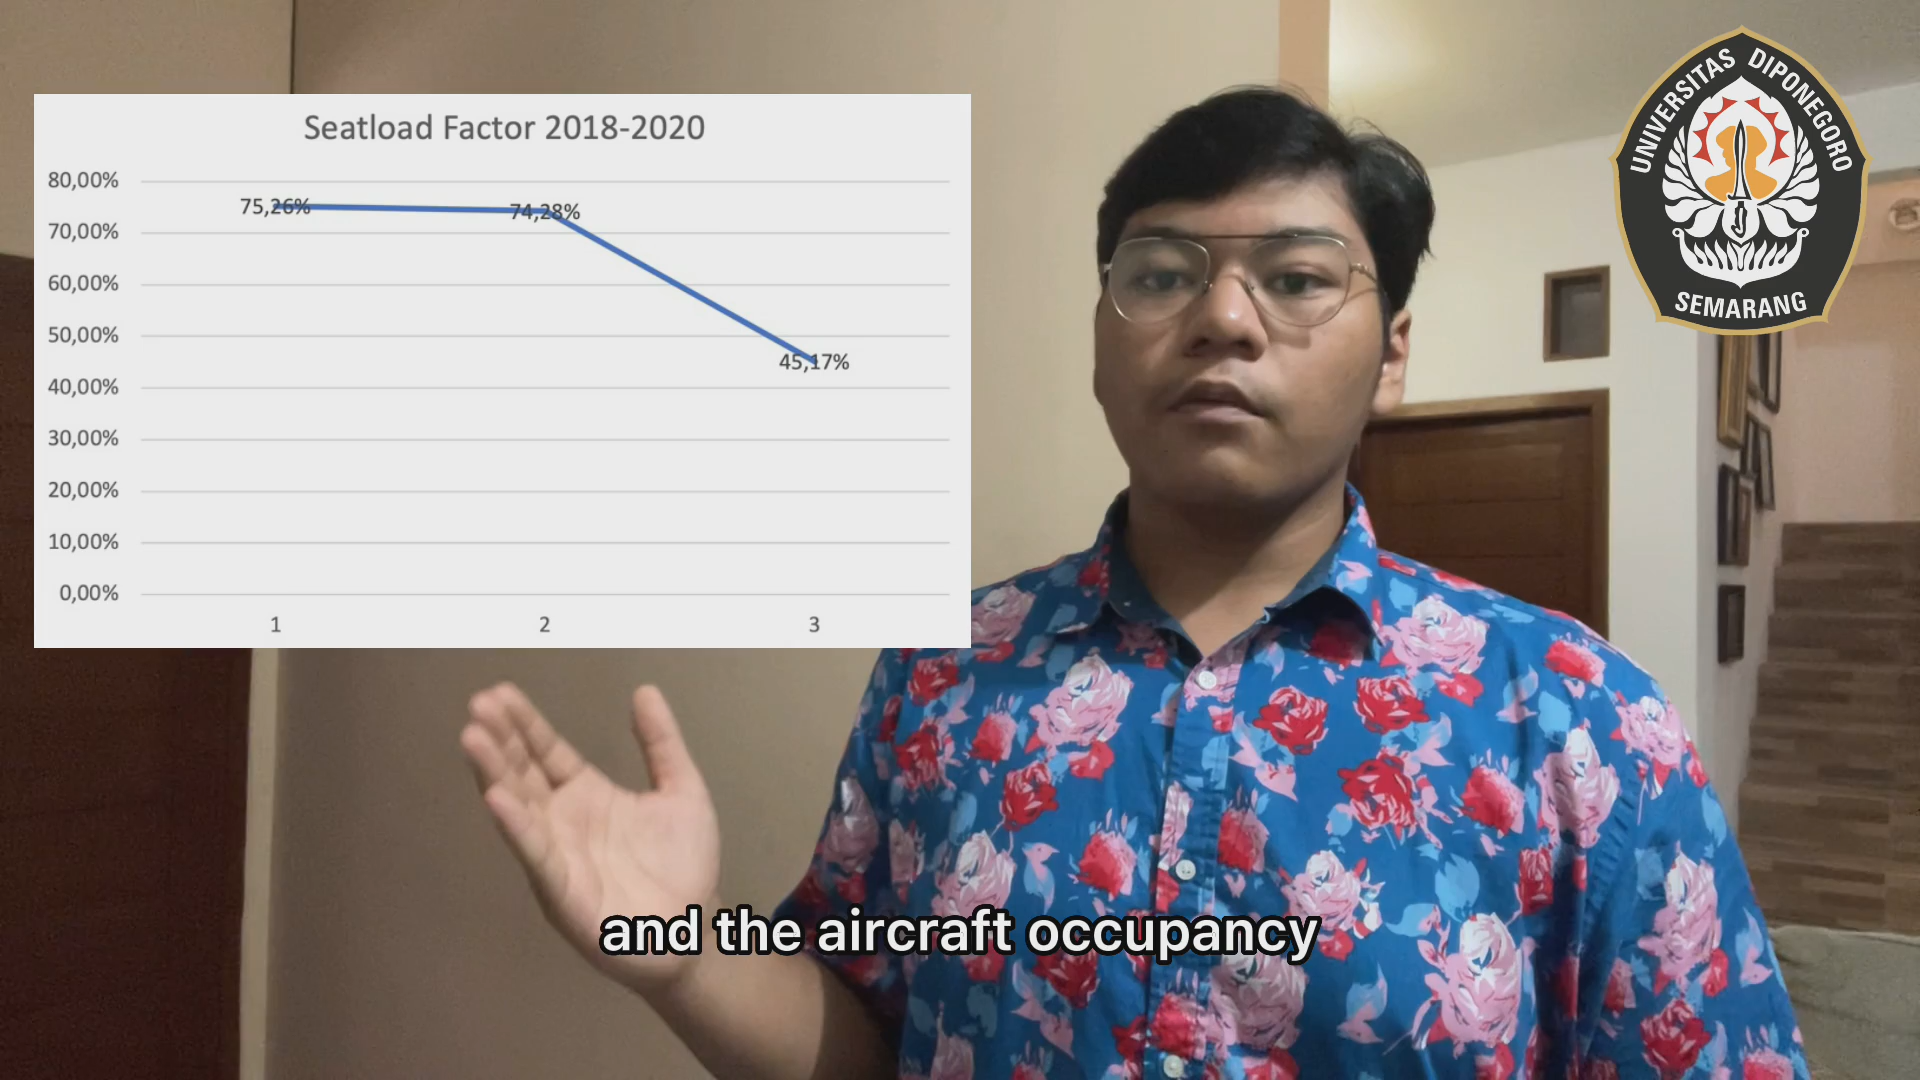 Seatload Factor 2018-2020
80,00%
75,26%
74,28%
70,00%
60,00%
50,00%
45,17%
40,00%
30,00%
20,00%
10,00%
0,00%
1 2 3
UNIVERSITAS DIPONEGORO
SEMARANG
and the aircraft occupancy